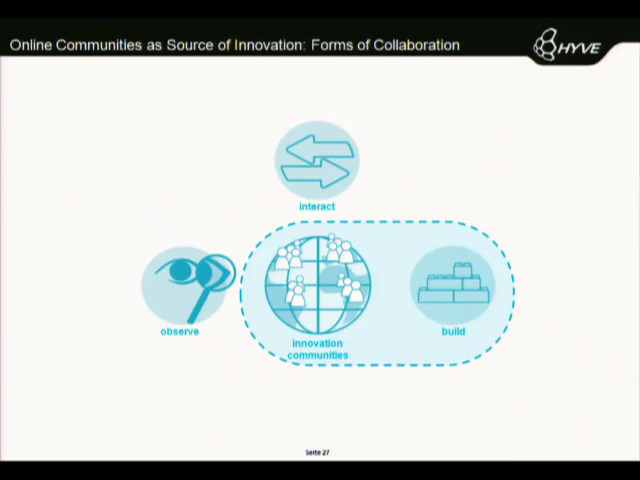 Online Communities as Source of Innovation: Forms of Collaboration
HYVE
interact
observe
innovation
communities
build
Seite 27